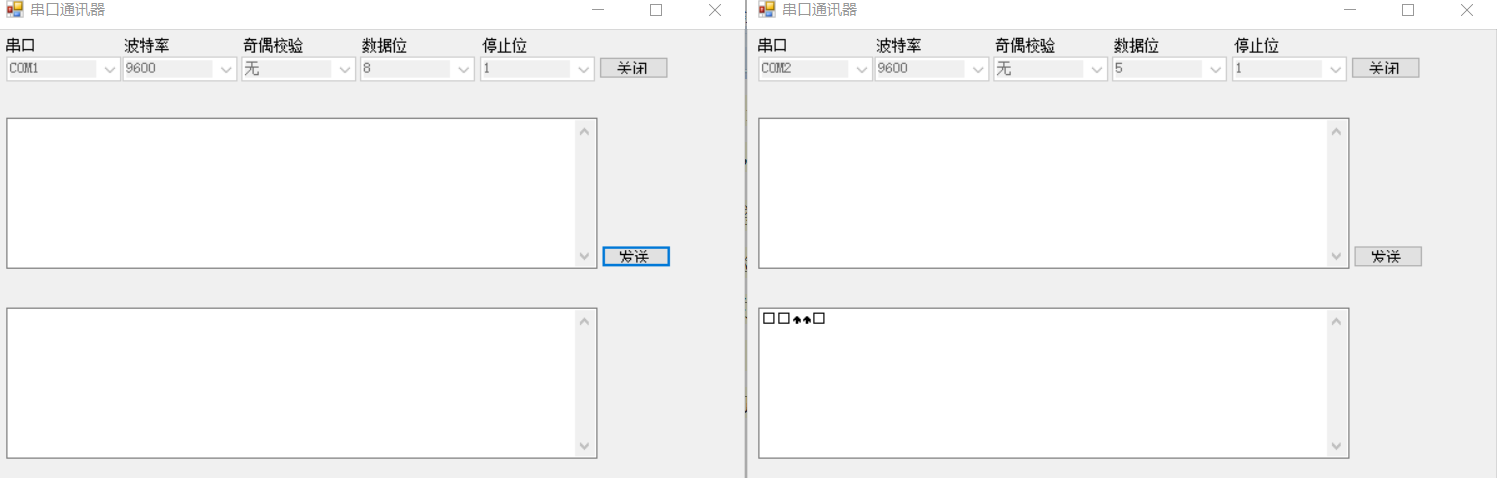 串口通讯器
串口 波特率 奇偶校验 数据位 停止位
COM1 9600 无 8 1 关闭
发送
串口通讯器
串口 波特率 奇偶校验 数据位 停止位
COM2 9600 无 5 1 关闭
发送
□□♠♠□